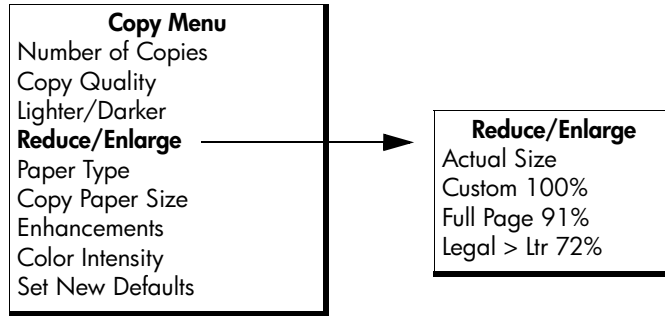 Copy Menu
Number of Copies
Copy Quality
Lighter/Darker
Reduce/Enlarge
Paper Type
Copy Paper Size
Enhancements
Color Intensity
Set New Defaults
Reduce/Enlarge
Actual Size
Custom 100%
Full Page 91%
Legal > Ltr 72%